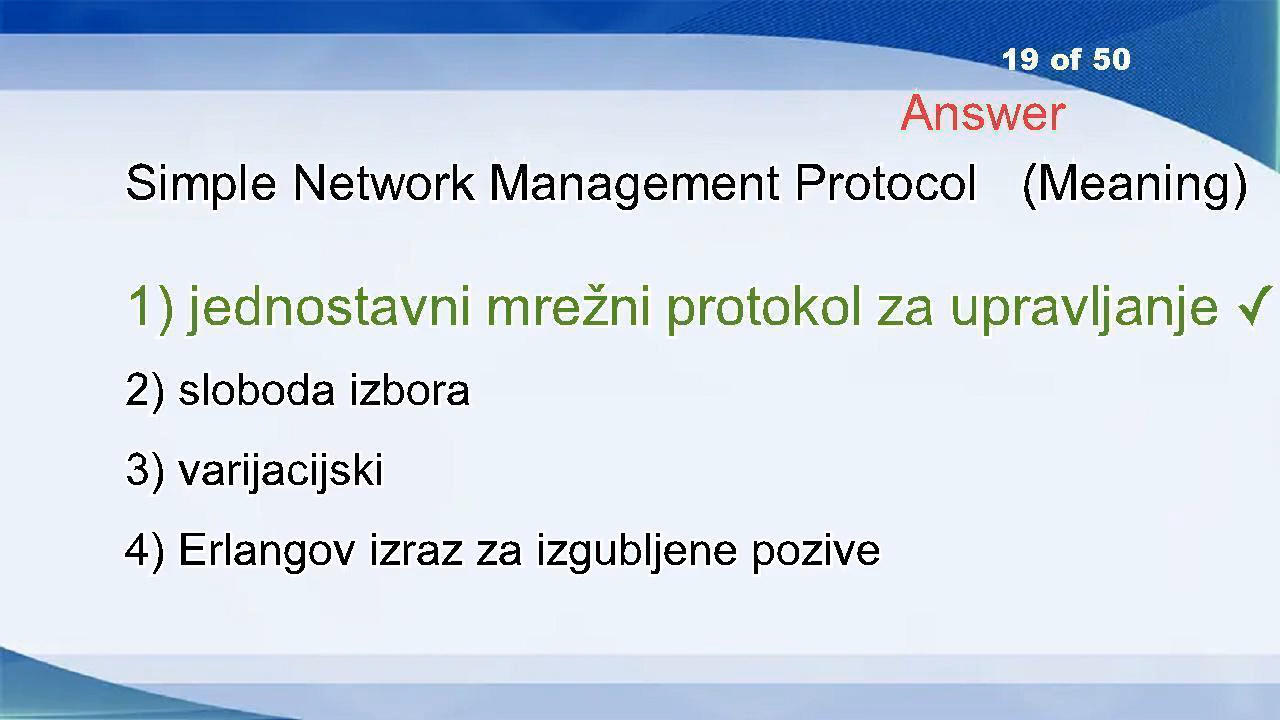 19 of 50
Answer
Simple Network Management Protocol (Meaning)
1) jednostavni mrežni protokol za upravljanje ✓
2) sloboda izbora
3) varijacijski
4) Erlangov izraz za izgubljene pozive